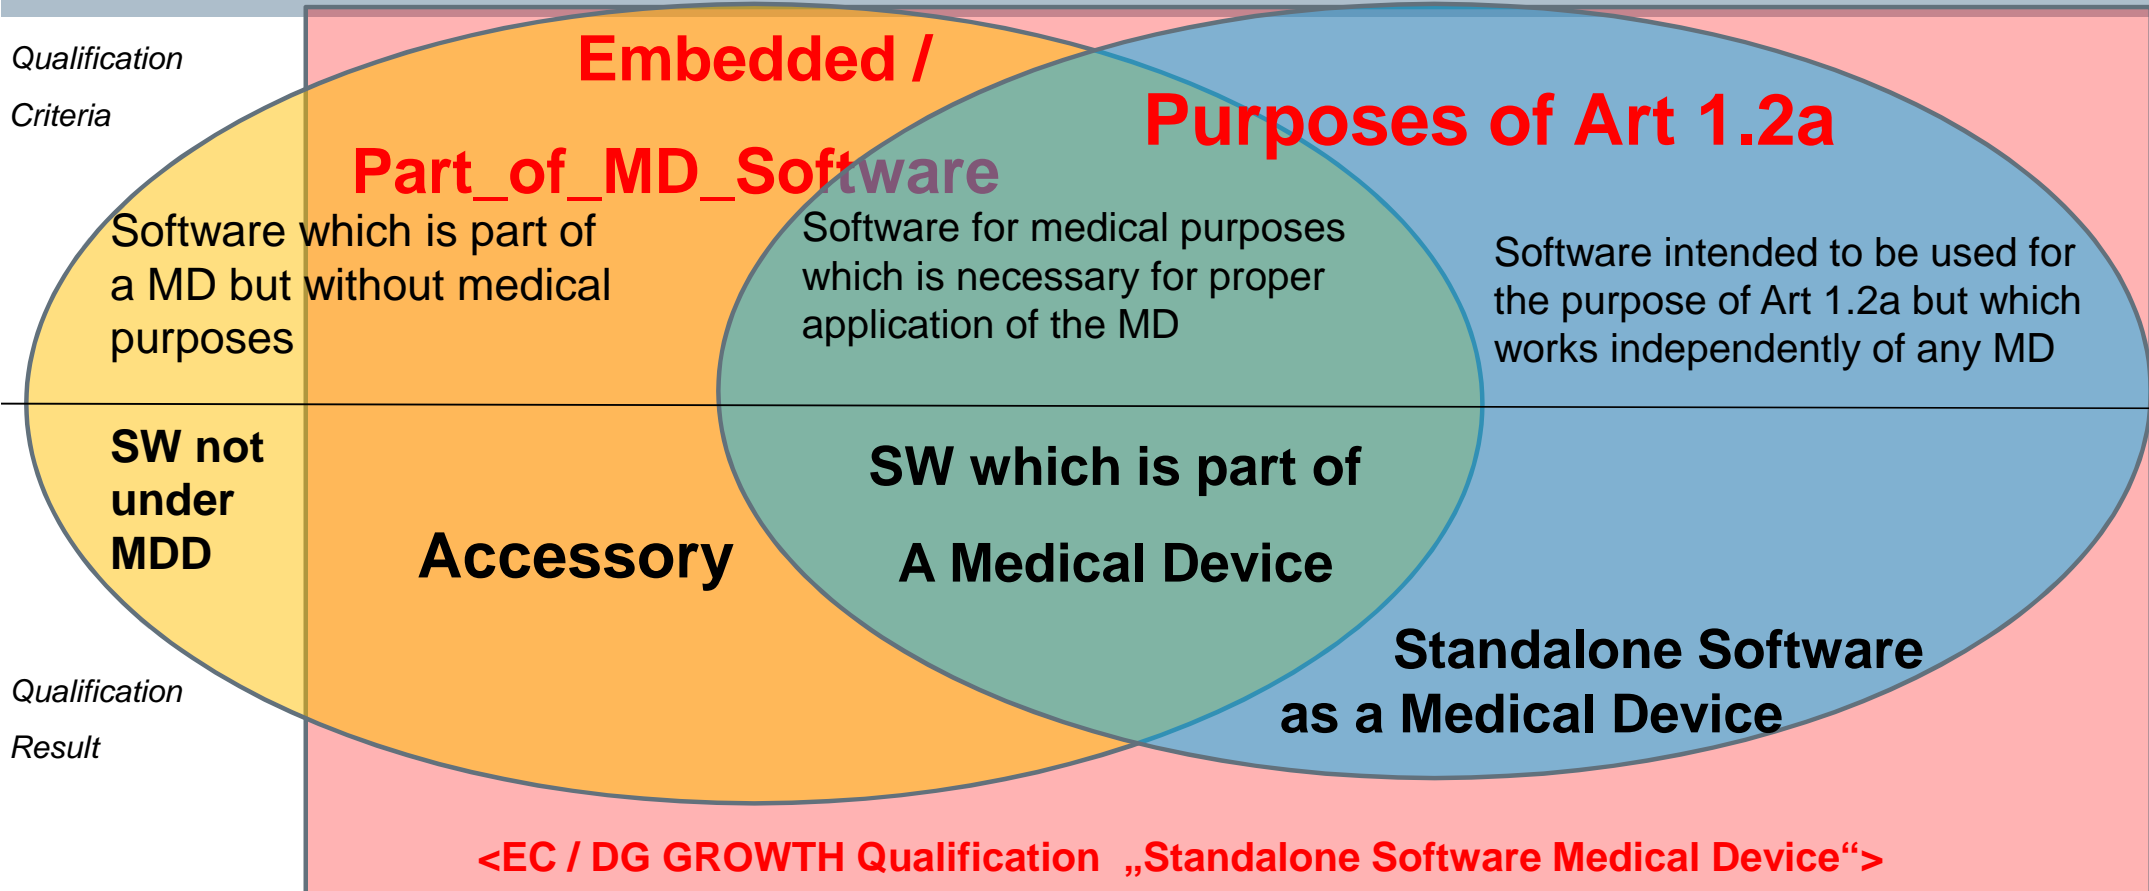 Qualification
Criteria
Embedded /
Part_of_MD_Software
Purposes of Art 1.2a
Software which is part of
a MD but without medical
purposes
Software for medical purposes
which is necessary for proper
application of the MD
Software intended to be used for
the purpose of Art 1.2a but which
works independently of any MD
SW not
under
MDD
Accessory
SW which is part of
A Medical Device
Standalone Software
as a Medical Device
Qualification
Result
<EC / DG GROWTH Qualification „Standalone Software Medical Device“>